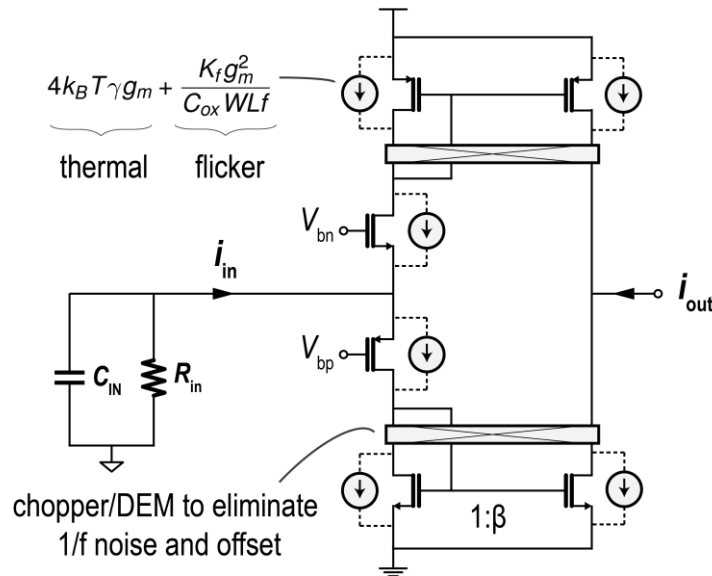 4k_BTγg_m + K_f g_m^2 / C_ox WLf
thermal flicker
V_bn
i_in
i_out
V_bp
C_IN R_in
chopper/DEM to eliminate
1/f noise and offset
1:β